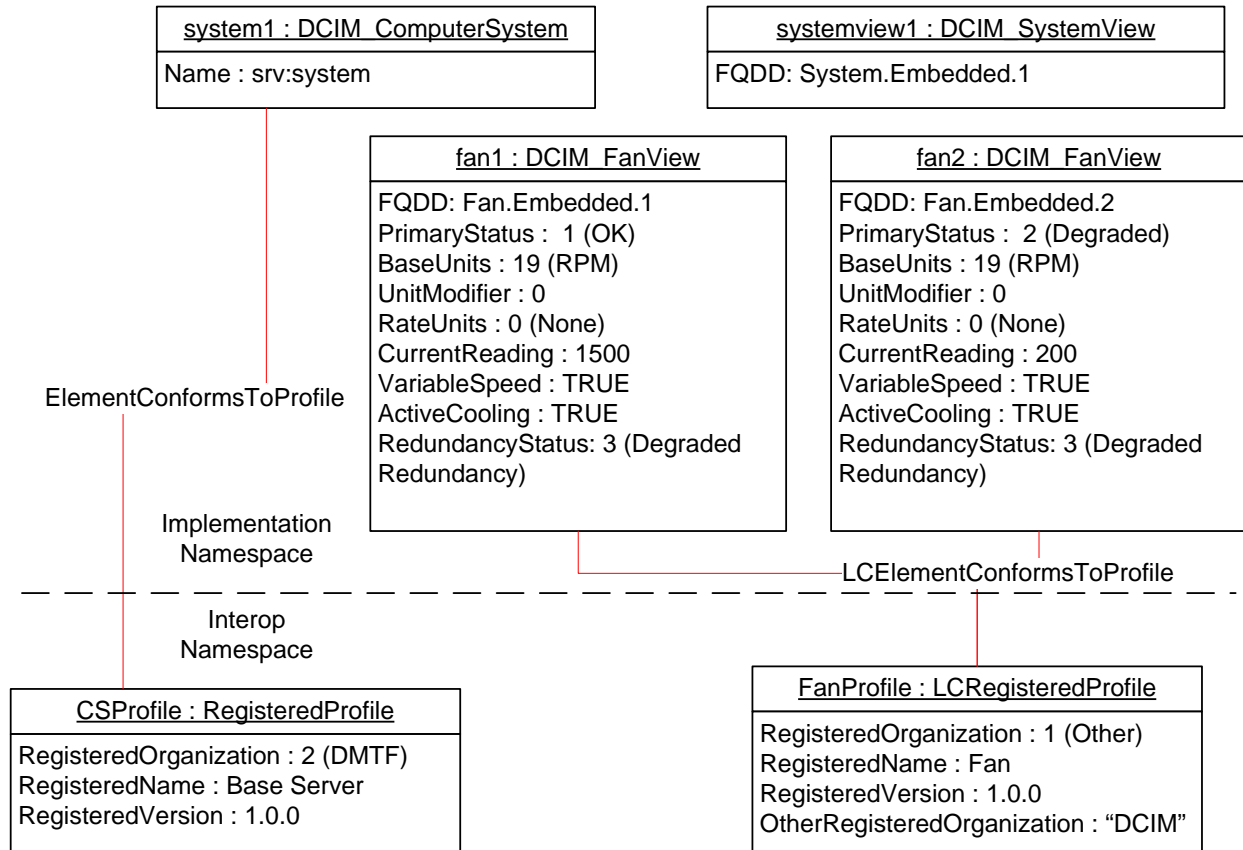 system1 : DCIM_ComputerSystem
Name : srv:system
systemview1 : DCIM_SystemView
FQDD: System.Embedded.1
fan1 : DCIM_FanView
FQDD: Fan.Embedded.1
PrimaryStatus :  1 (OK)
BaseUnits : 19 (RPM)
UnitModifier : 0
RateUnits : 0 (None)
CurrentReading : 1500
VariableSpeed : TRUE
ActiveCooling : TRUE
RedundancyStatus: 3 (Degraded
Redundancy)
fan2 : DCIM_FanView
FQDD: Fan.Embedded.2
PrimaryStatus :  2 (Degraded)
BaseUnits : 19 (RPM)
UnitModifier : 0
RateUnits : 0 (None)
CurrentReading : 200
VariableSpeed : TRUE
ActiveCooling : TRUE
RedundancyStatus: 3 (Degraded
Redundancy)
ElementConformsToProfile
Implementation
Namespace
LCElementConformsToProfile
Interop
Namespace
CSProfile : RegisteredProfile
RegisteredOrganization : 2 (DMTF)
RegisteredName : Base Server
RegisteredVersion : 1.0.0
FanProfile : LCRegisteredProfile
RegisteredOrganization : 1 (Other)
RegisteredName : Fan
RegisteredVersion : 1.0.0
OtherRegisteredOrganization : “DCIM”